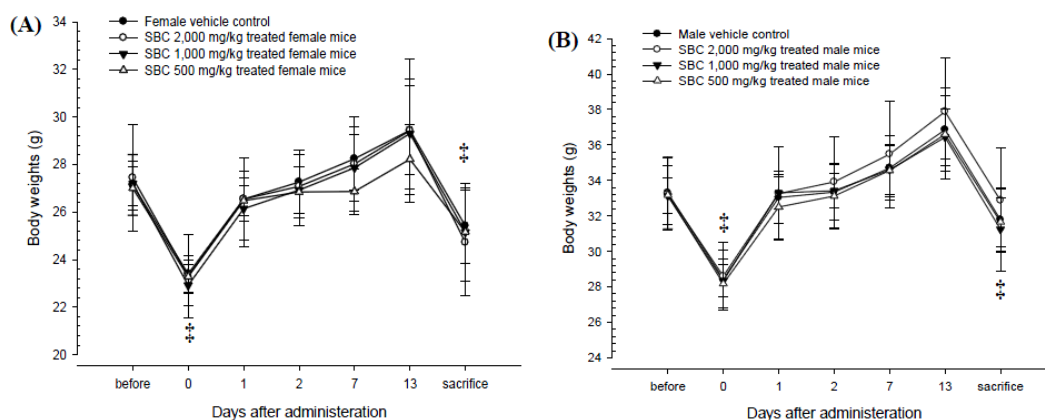 (A)
Female vehicle control
SBC 2,000 mg/kg treated female mice
SBC 1,000 mg/kg treated female mice
SBC 500 mg/kg treated female mice
Body weights (g)
34
32
30
28
26
24
22
20
‡
‡
before 0 1 2 7 13 sacrifice
Days after administeration
(B)
Male vehicle control
SBC 2,000 mg/kg treated male mice
SBC 1,000 mg/kg treated male mice
SBC 500 mg/kg treated male mice
Body weights (g)
42
40
38
36
34
32
30
28
26
24
‡
‡
before 0 1 2 7 13 sacrifice
Days after administeration